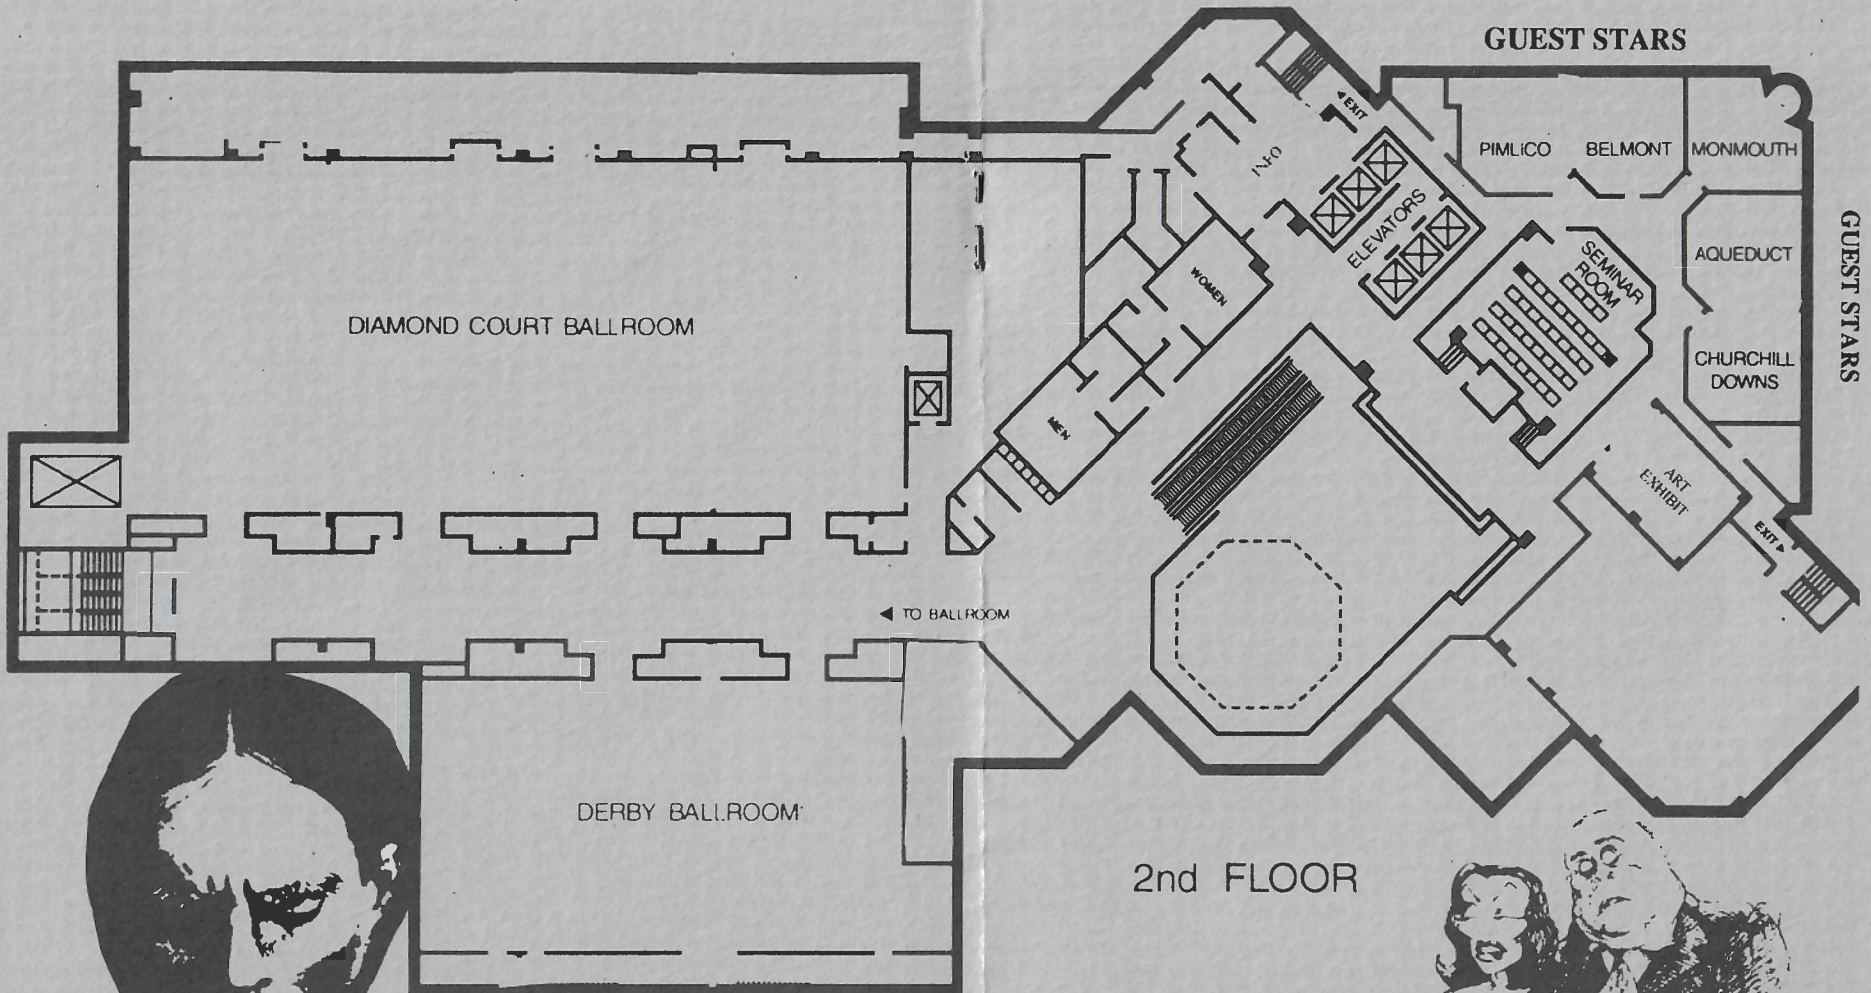 GUEST STARS
◄EXIT
PIMLiCO
BELMONT
MONMOUTH
INFO
ELEVATORS
WOMEN
SEMINAR
ROOM
AQUEDUCT
GUEST STARS
DIAMOND COURT BALLROOM
CHURCHILL
DOWNS
MEN
ART
EXHIBIT
EXIT►
◄ TO BALLROOM
DERBY BALLROOM
2nd FLOOR